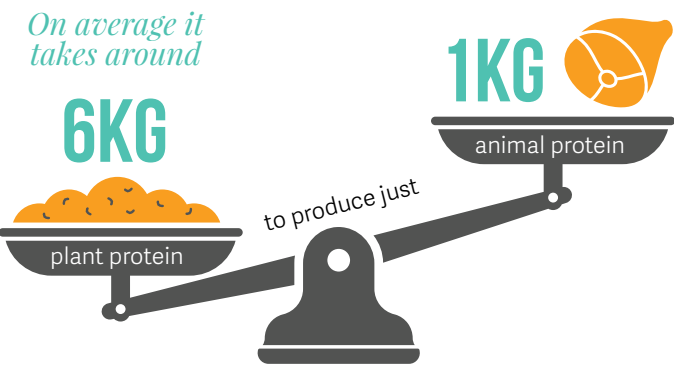 On average it
takes around
6KG
plant protein
to produce just
1KG
animal protein